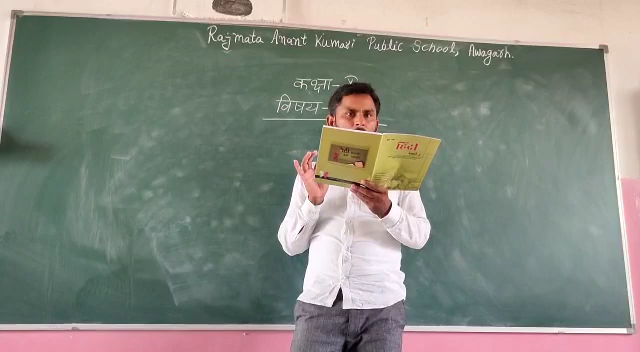 Rajmata Anant Kumari Public School, Awagarh.
कक्षा-
विषय-
हिंदी